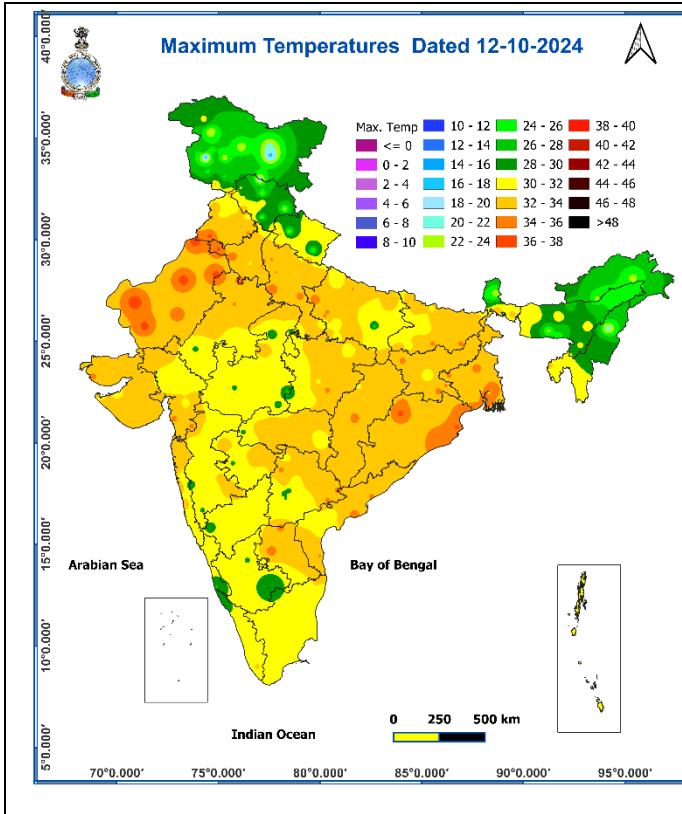 Maximum Temperatures Dated 12-10-2024
Max. Temp
<= 0
0 - 2
2 - 4
4 - 6
6 - 8
8 - 10
10 - 12
12 - 14
14 - 16
16 - 18
18 - 20
20 - 22
22 - 24
24 - 26
26 - 28
28 - 30
30 - 32
32 - 34
34 - 36
36 - 38
38 - 40
40 - 42
42 - 44
44 - 46
46 - 48
>48
40°0.000'
35°0.000'
30°0.000'
25°0.000'
20°0.000'
15°0.000'
10°0.000'
5°0.000'
Arabian Sea
Bay of Bengal
Indian Ocean
0 250 500 km
70°0.000' 75°0.000' 80°0.000' 85°0.000' 90°0.000' 95°0.000'